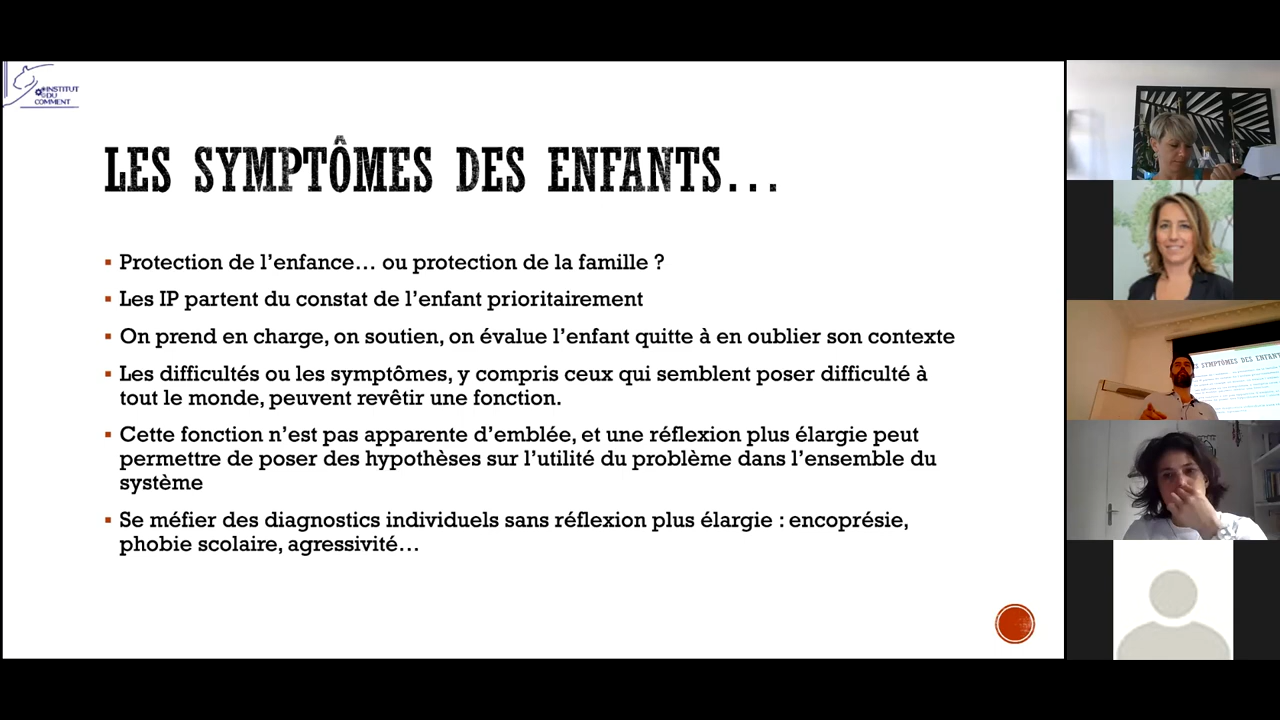 INSTITUT
DU
COMMENT
LES SYMPTÔMES DES ENFANTS...
▪ Protection de l’enfance… ou protection de la famille ?
▪ Les IP partent du constat de l’enfant prioritairement
▪ On prend en charge, on soutien, on évalue l’enfant quitte à en oublier son contexte
▪ Les difficultés ou les symptômes, y compris ceux qui semblent poser difficulté à
tout le monde, peuvent revêtir une fonction.
▪ Cette fonction n’est pas apparente d’emblée, et une réflexion plus élargie peut
permettre de poser des hypothèses sur l’utilité du problème dans l’ensemble du
système
▪ Se méfier des diagnostics individuels sans réflexion plus élargie : encoprésie,
phobie scolaire, agressivité…
SYMPTÔMES DES ENFANT